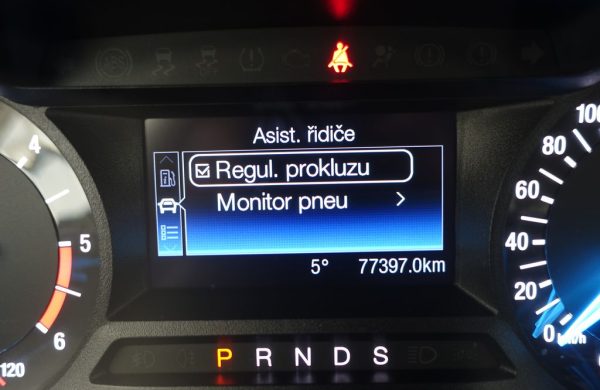 Asist. řidiče
Regul. prokluzu
Monitor pneu
5° 77397.0km
P R N D S
4
5
6
120
100
80
60
40
20
0 km/h